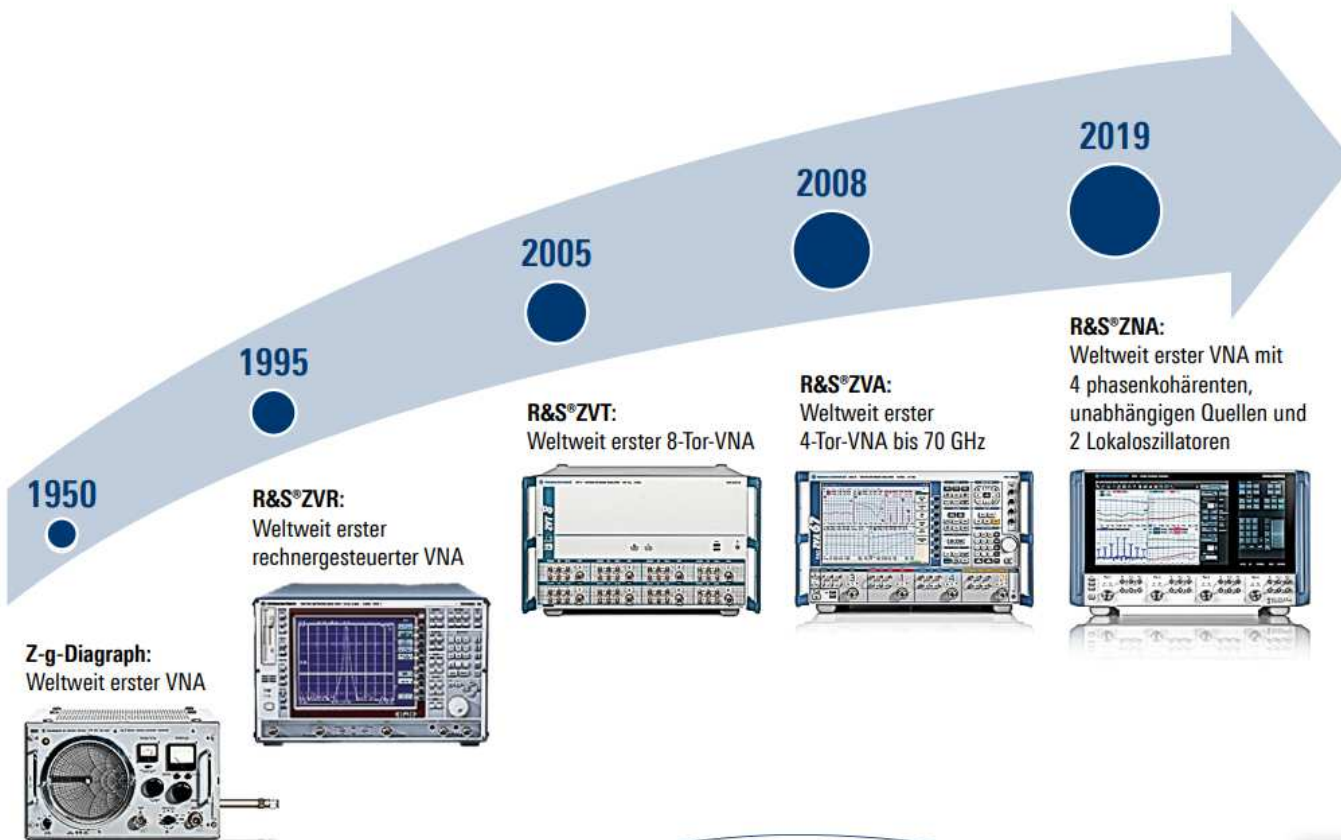 1950
Z-g-Diagraph:
Weltweit erster VNA
1995
R&S®ZVR:
Weltweit erster
rechnergesteuerter VNA
2005
R&S®ZVT:
Weltweit erster 8-Tor-VNA
2008
R&S®ZVA:
Weltweit erster
4-Tor-VNA bis 70 GHz
2019
R&S®ZNA:
Weltweit erster VNA mit
4 phasenkohärenten,
unabhängigen Quellen und
2 Lokaloszillatoren